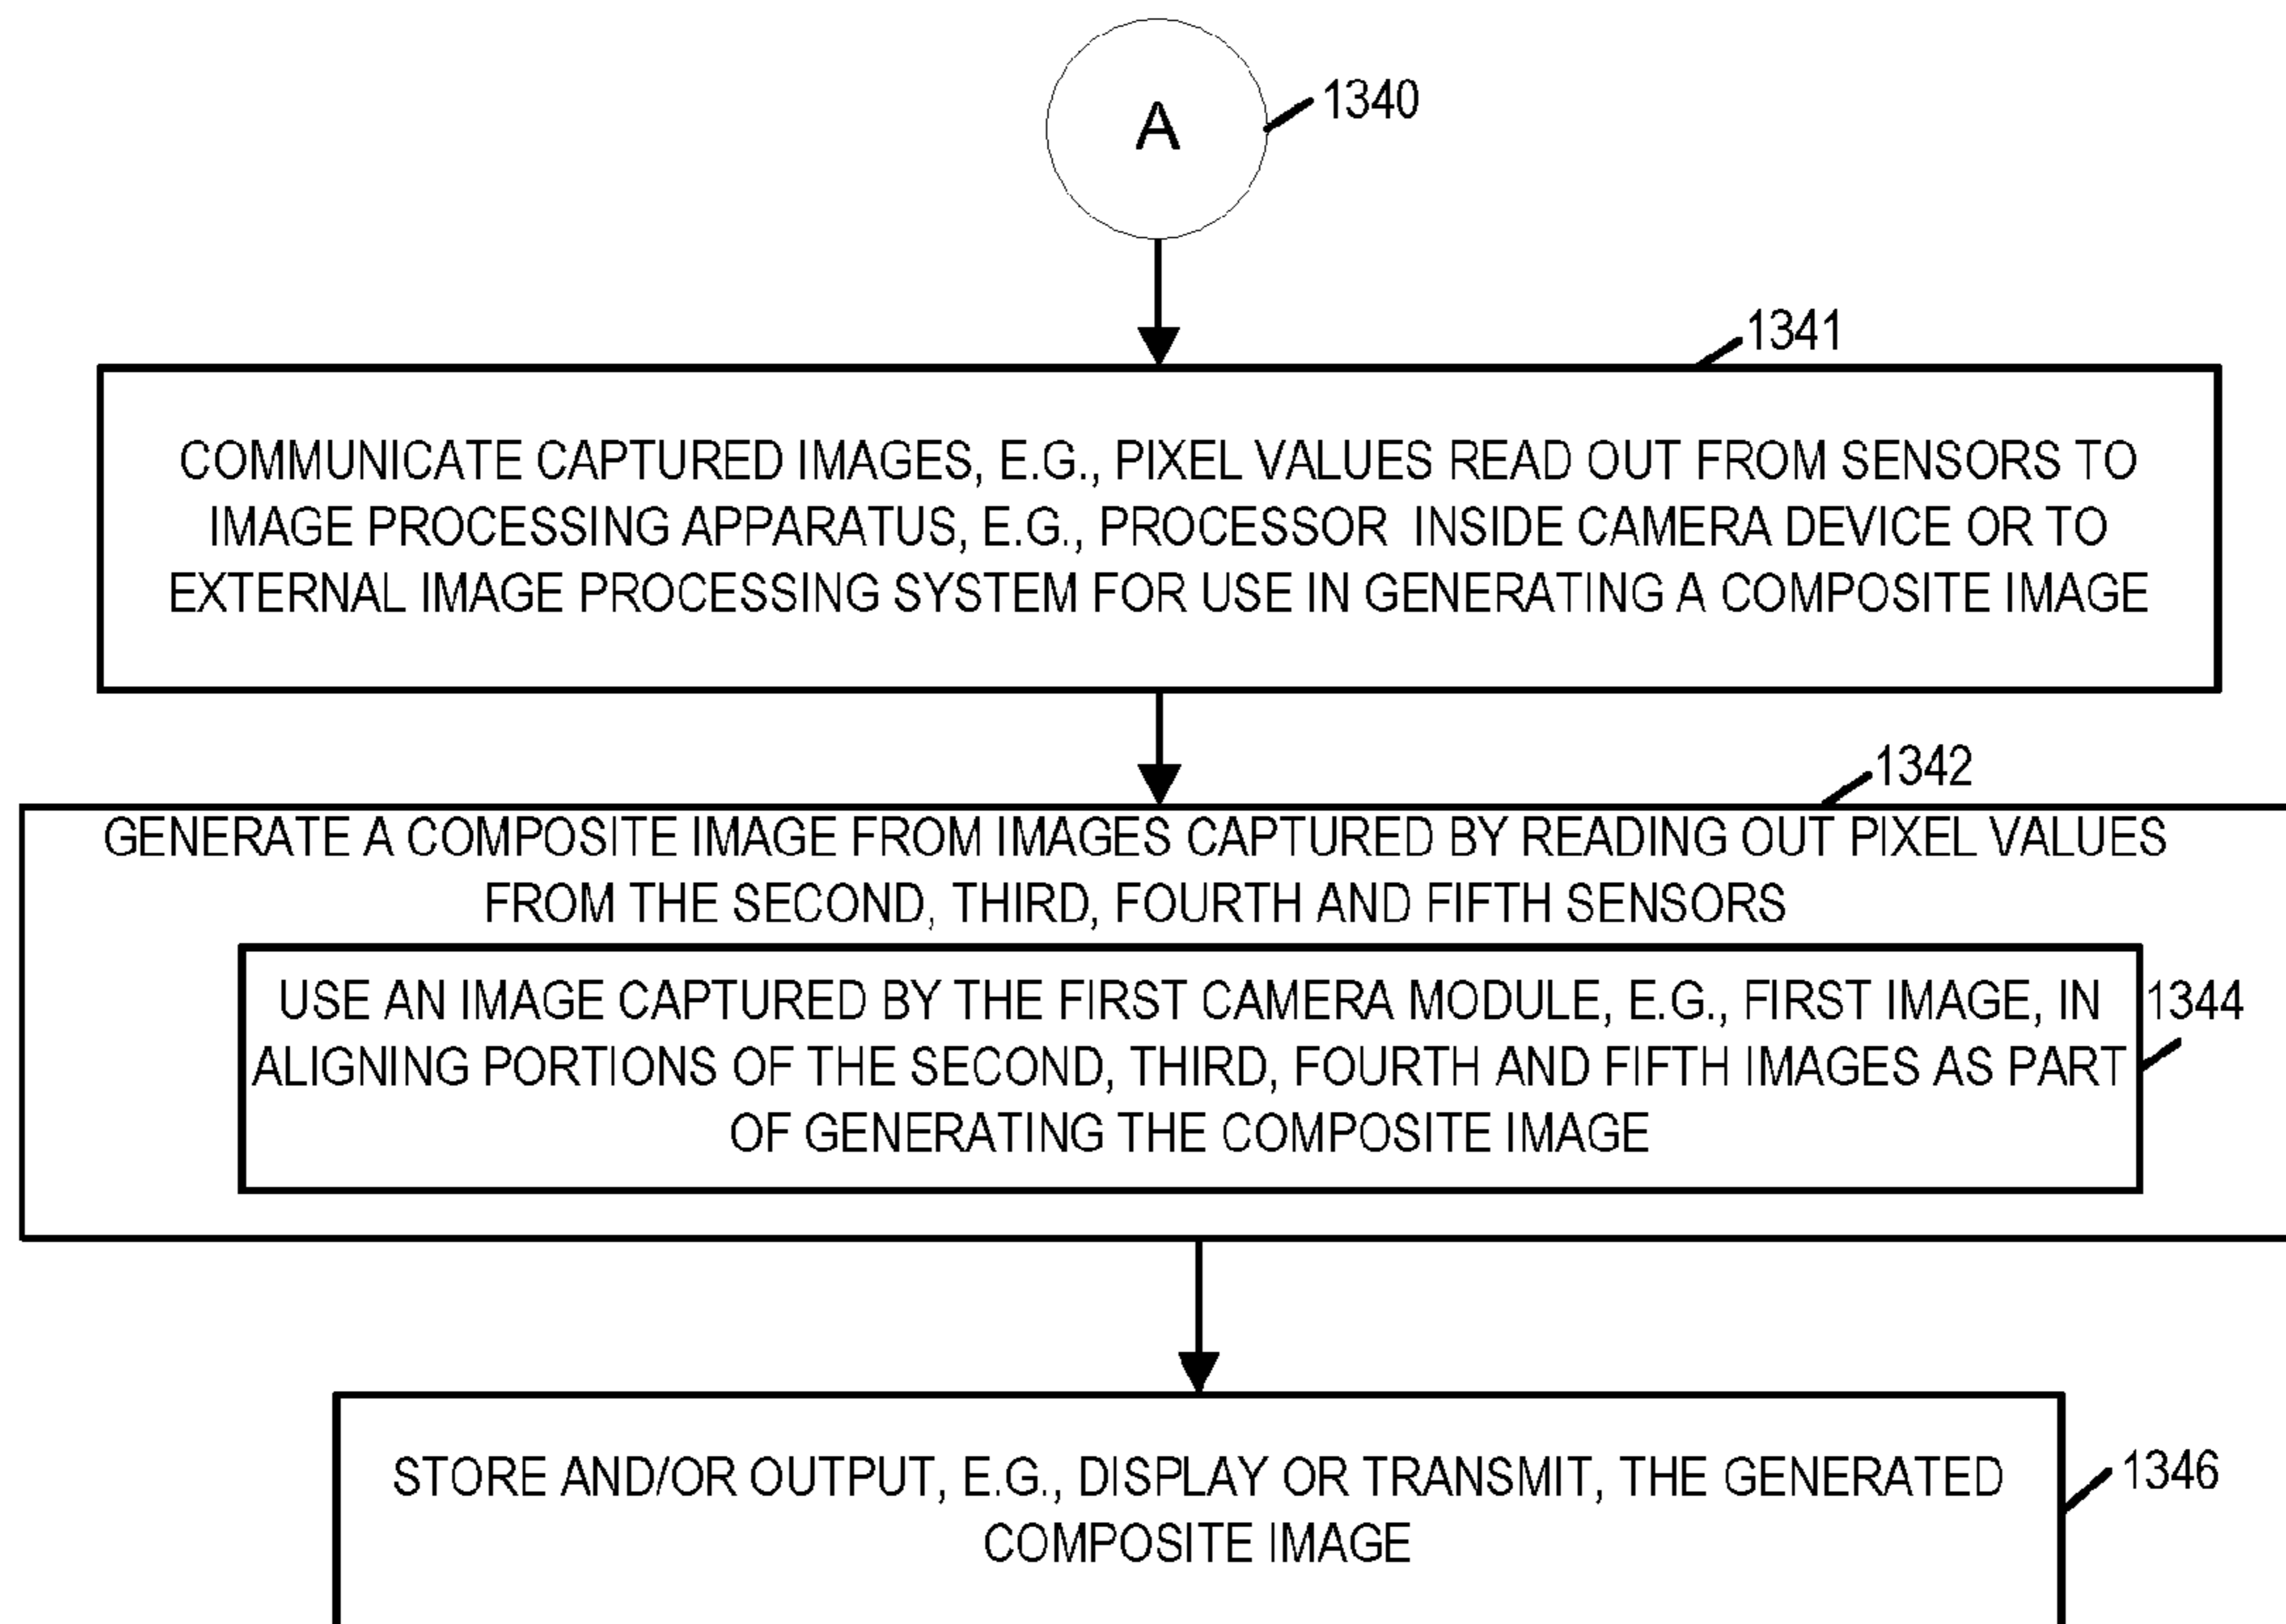 A
1340
1341
COMMUNICATE CAPTURED IMAGES, E.G., PIXEL VALUES READ OUT FROM SENSORS TO
IMAGE PROCESSING APPARATUS, E.G., PROCESSOR INSIDE CAMERA DEVICE OR TO
EXTERNAL IMAGE PROCESSING SYSTEM FOR USE IN GENERATING A COMPOSITE IMAGE
1342
GENERATE A COMPOSITE IMAGE FROM IMAGES CAPTURED BY READING OUT PIXEL VALUES
FROM THE SECOND, THIRD, FOURTH AND FIFTH SENSORS
1344
USE AN IMAGE CAPTURED BY THE FIRST CAMERA MODULE, E.G., FIRST IMAGE, IN
ALIGNING PORTIONS OF THE SECOND, THIRD, FOURTH AND FIFTH IMAGES AS PART
OF GENERATING THE COMPOSITE IMAGE
1346
STORE AND/OR OUTPUT, E.G., DISPLAY OR TRANSMIT, THE GENERATED
COMPOSITE IMAGE